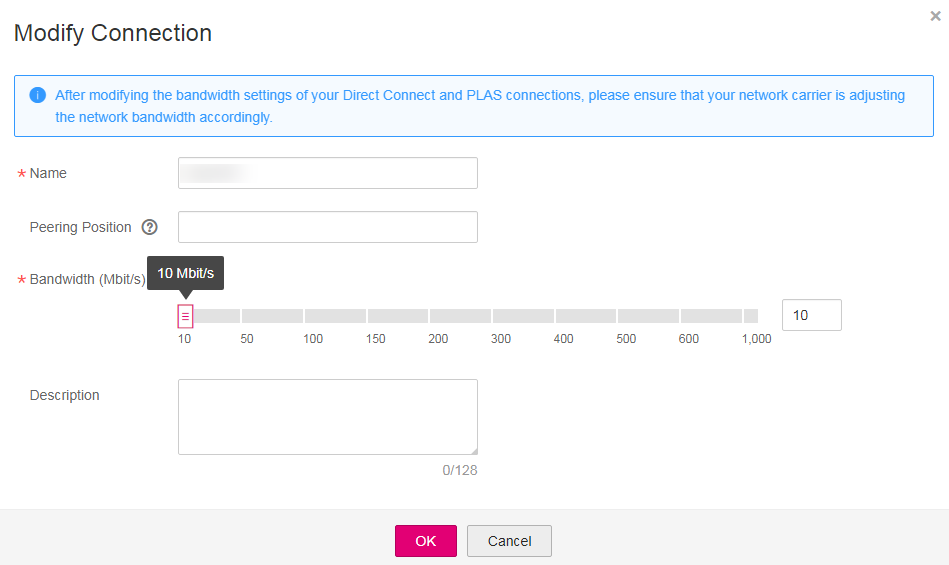 Modify Connection
×
After modifying the bandwidth settings of your Direct Connect and PLAS connections, please ensure that your network carrier is adjusting
the network bandwidth accordingly.
* Name
Peering Position ?
* Bandwidth (Mbit/s)
10 Mbit/s
10
10 50 100 150 200 300 400 500 600 1,000
Description
0/128
OK Cancel